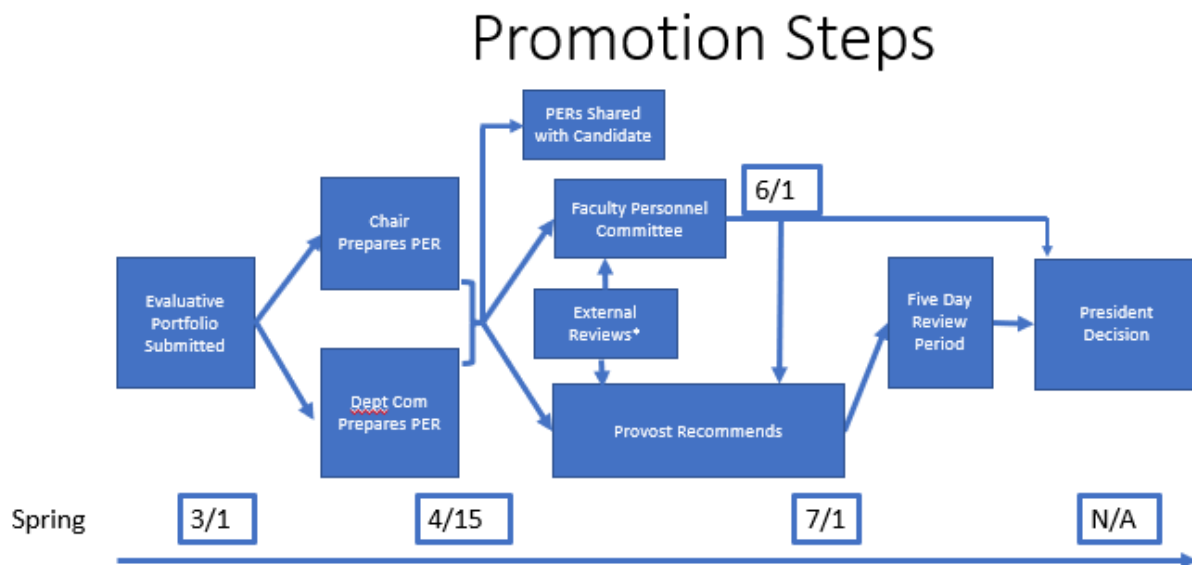 Promotion Steps
PERs Shared
with Candidate
6/1
Faculty Personnel
Committee
Chair
Prepares PER
Evaluative
Portfolio
Submitted
External
Reviews*
Five Day
Review
Period
President
Decision
Dept Com
Prepares PER
Provost Recommends
Spring
3/1
4/15
7/1
N/A